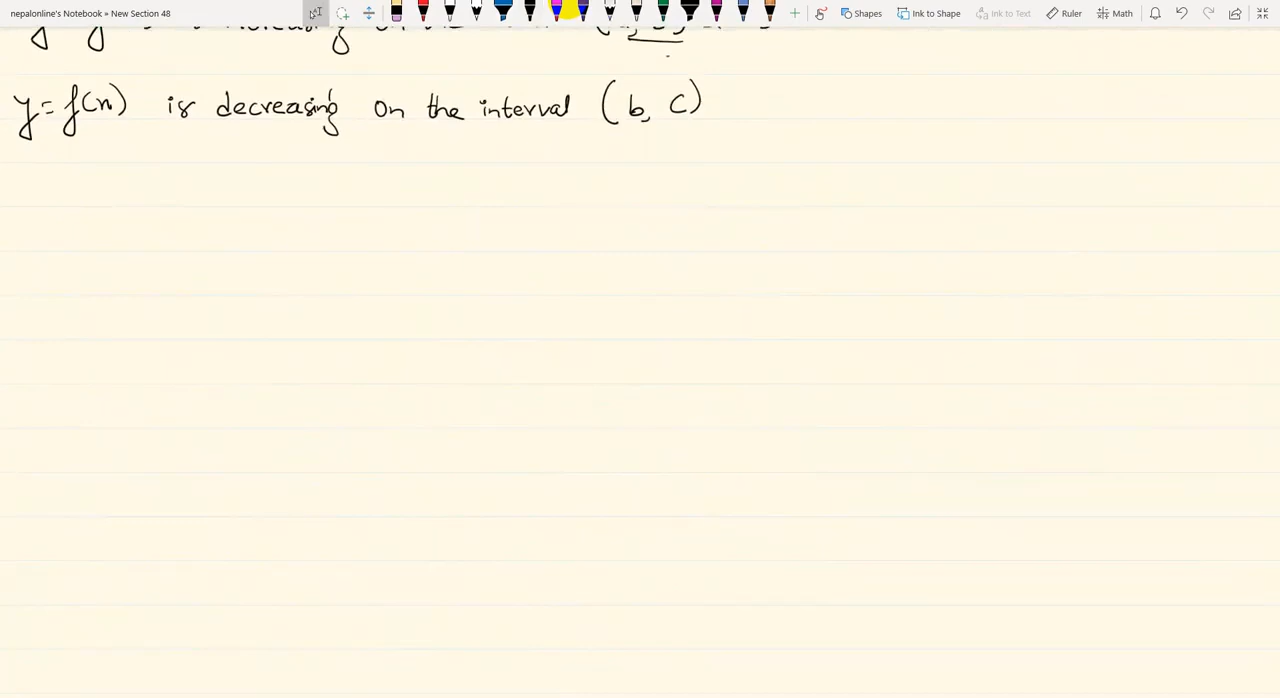 nepalonline's Notebook » New Section 48
Shapes Ink to Shape Ink to Text Ruler Math
y = f(x) is decreasing on the interval (b, c)